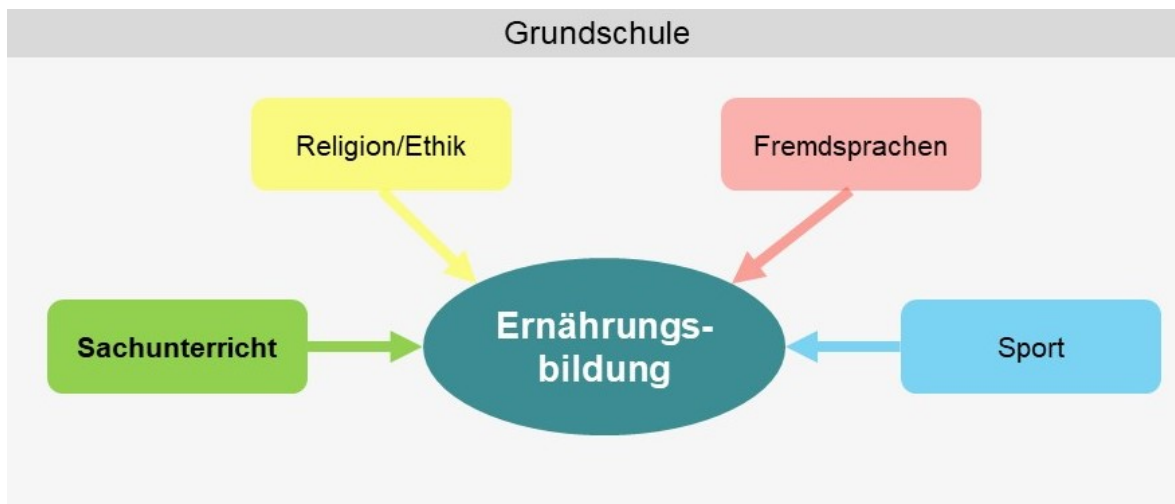 Grundschule
Religion/Ethik
Fremdsprachen
Sachunterricht
Ernährungs-
bildung
Sport